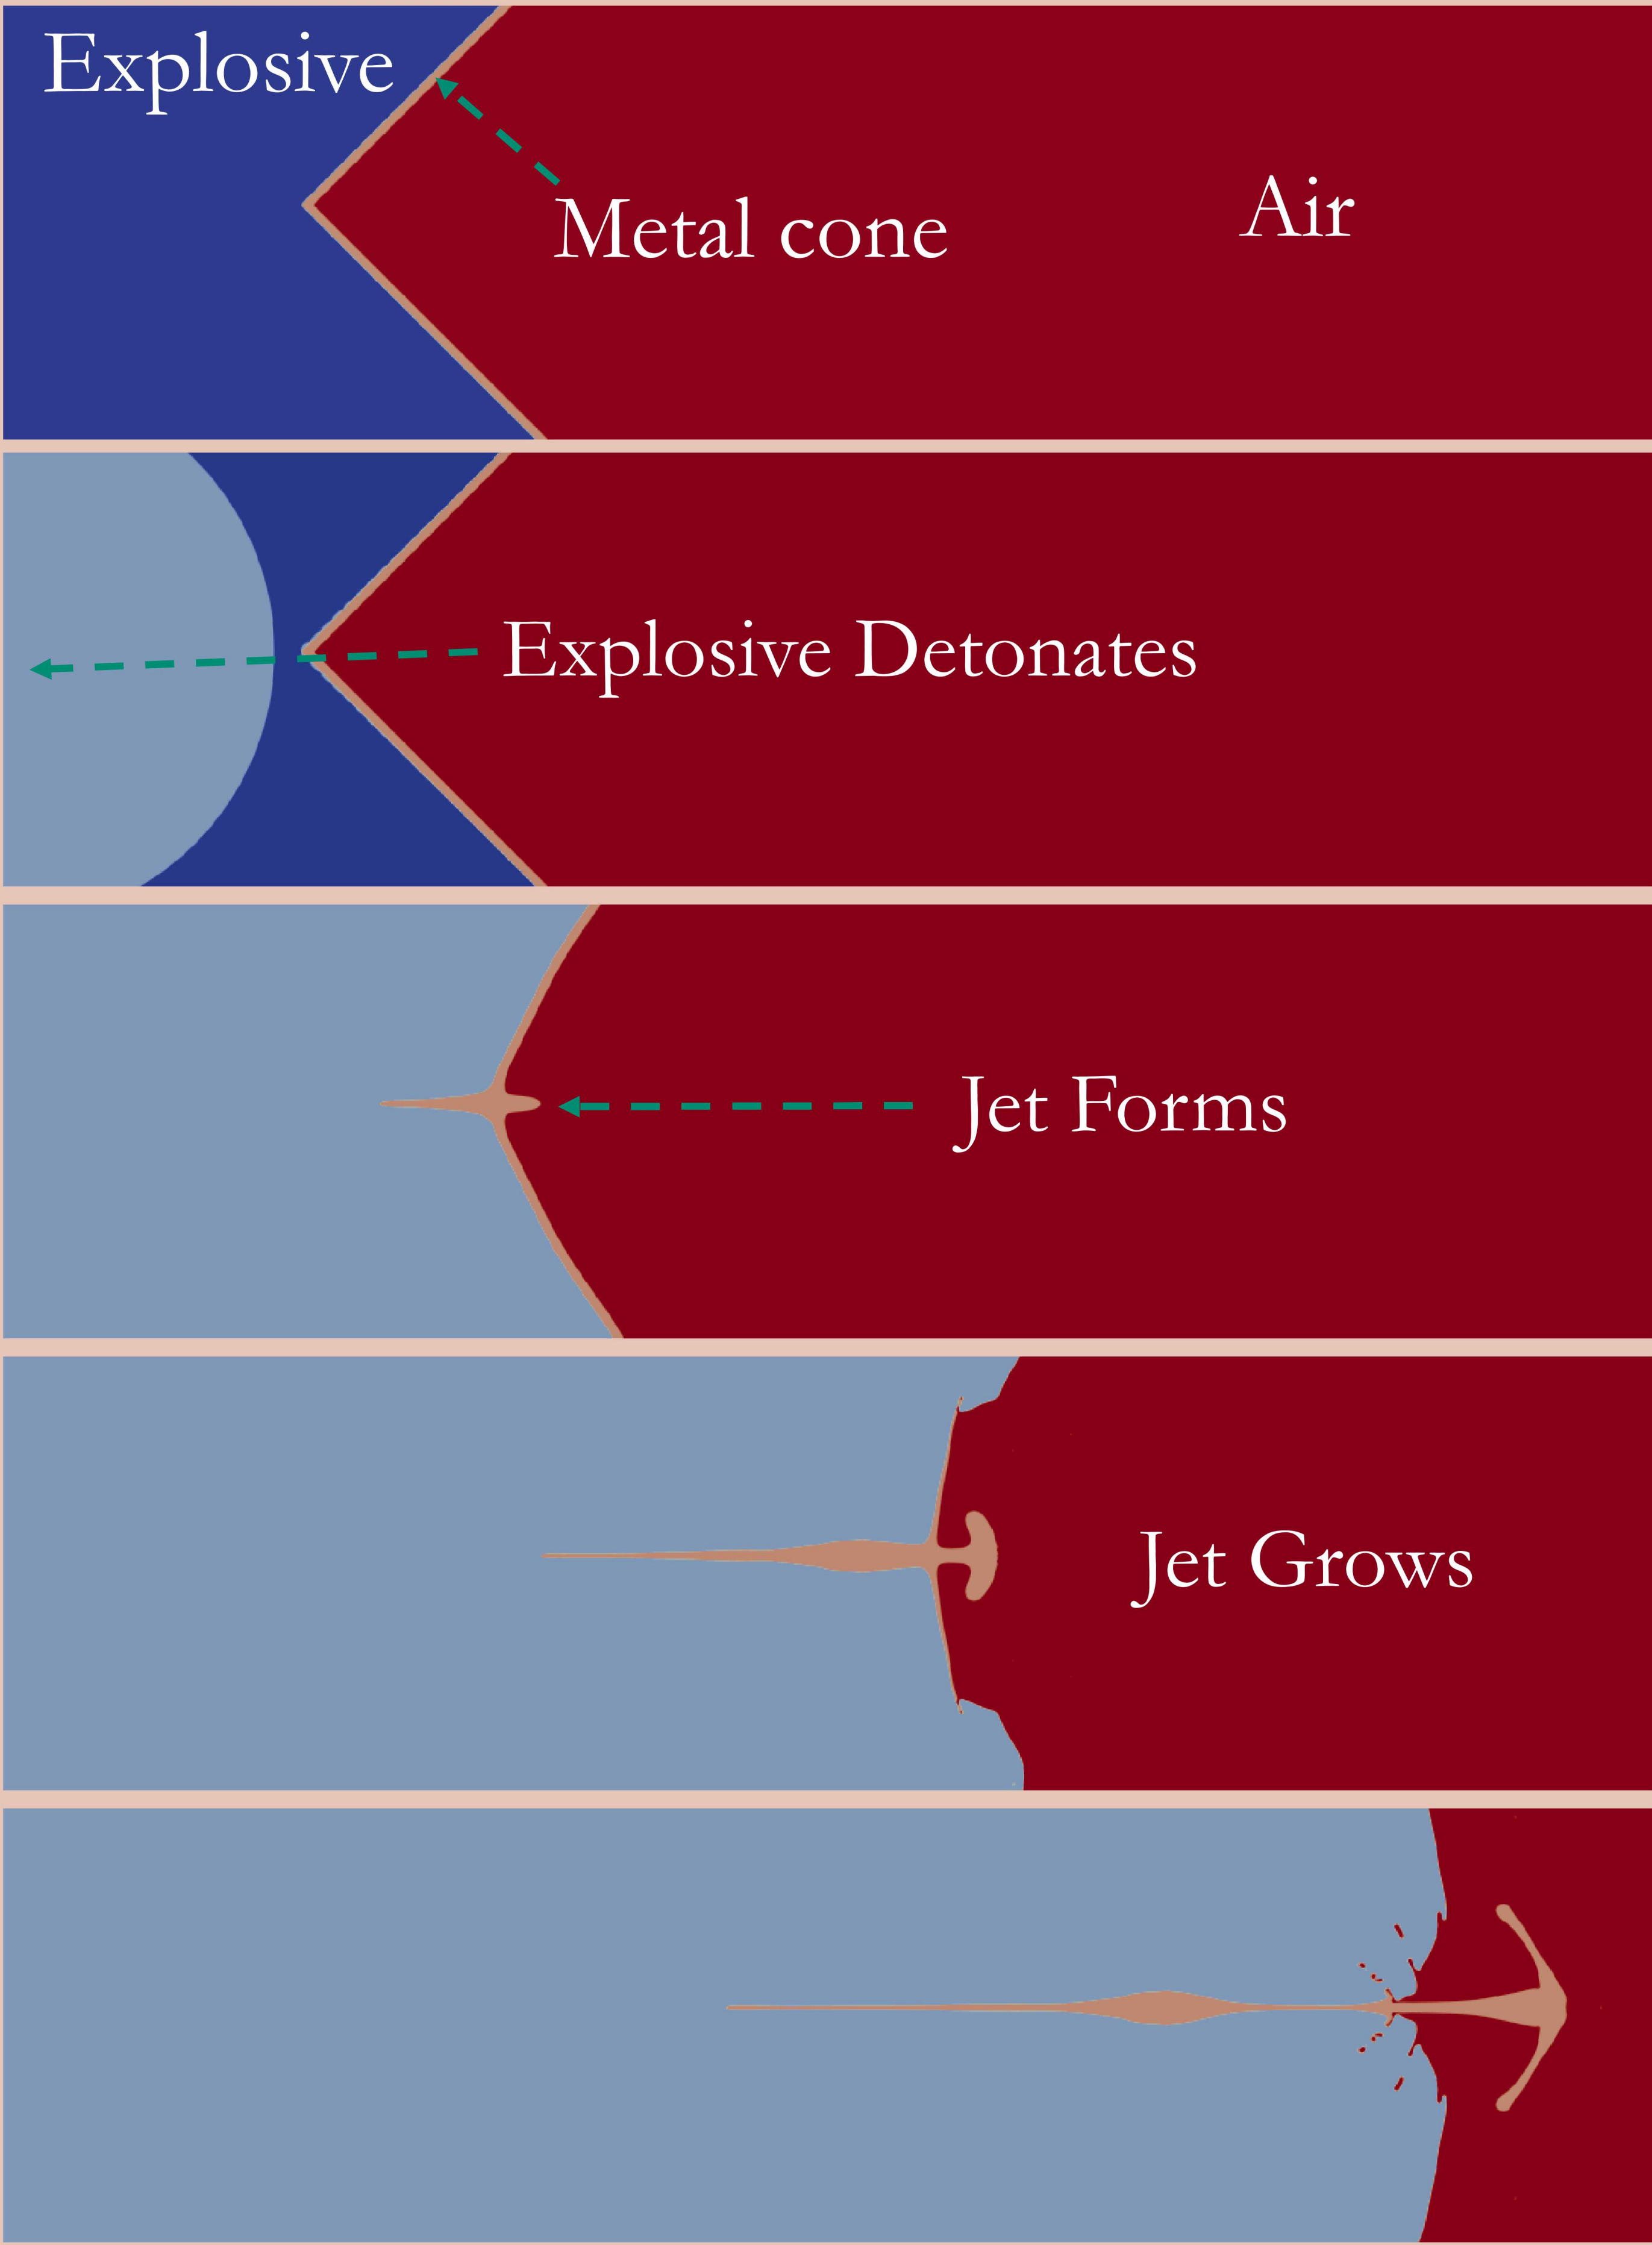 Explosive
Metal cone
Air
Explosive Detonates
Jet Forms
Jet Grows